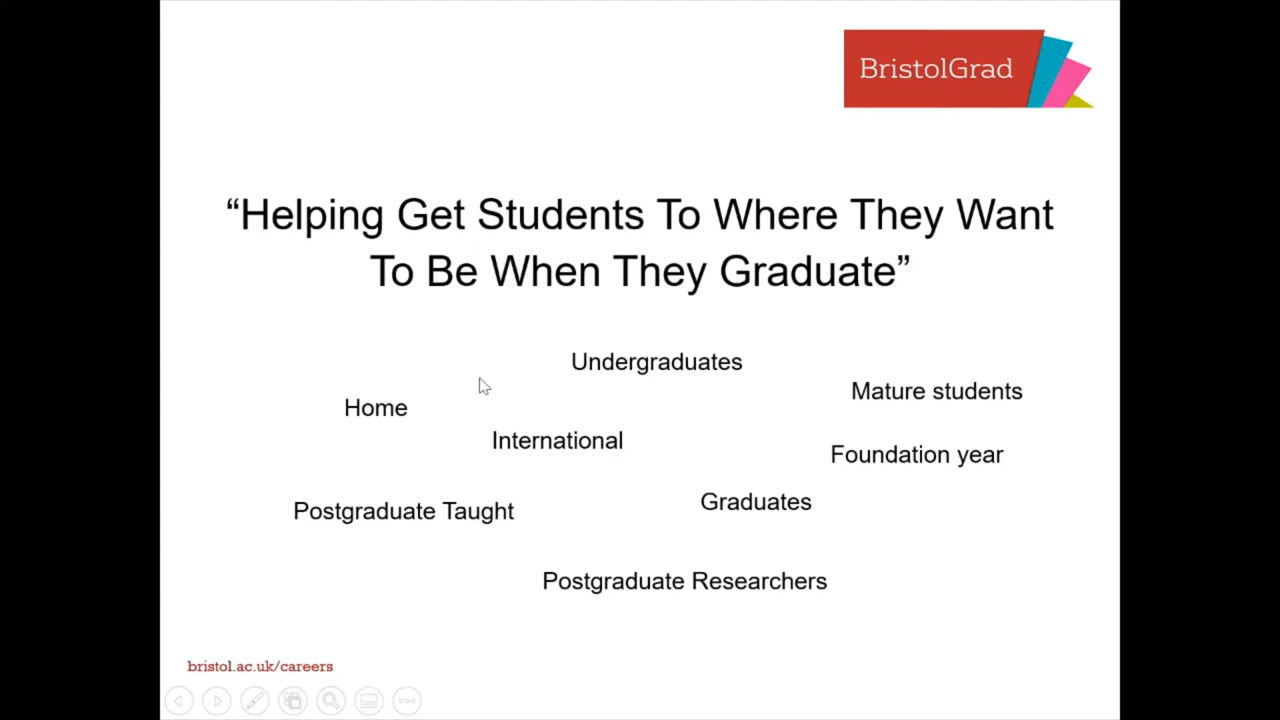 BristolGrad
“Helping Get Students To Where They Want
To Be When They Graduate”
Undergraduates
Mature students
Home
International
Foundation year
Graduates
Postgraduate Taught
Postgraduate Researchers
bristol.ac.uk/careers